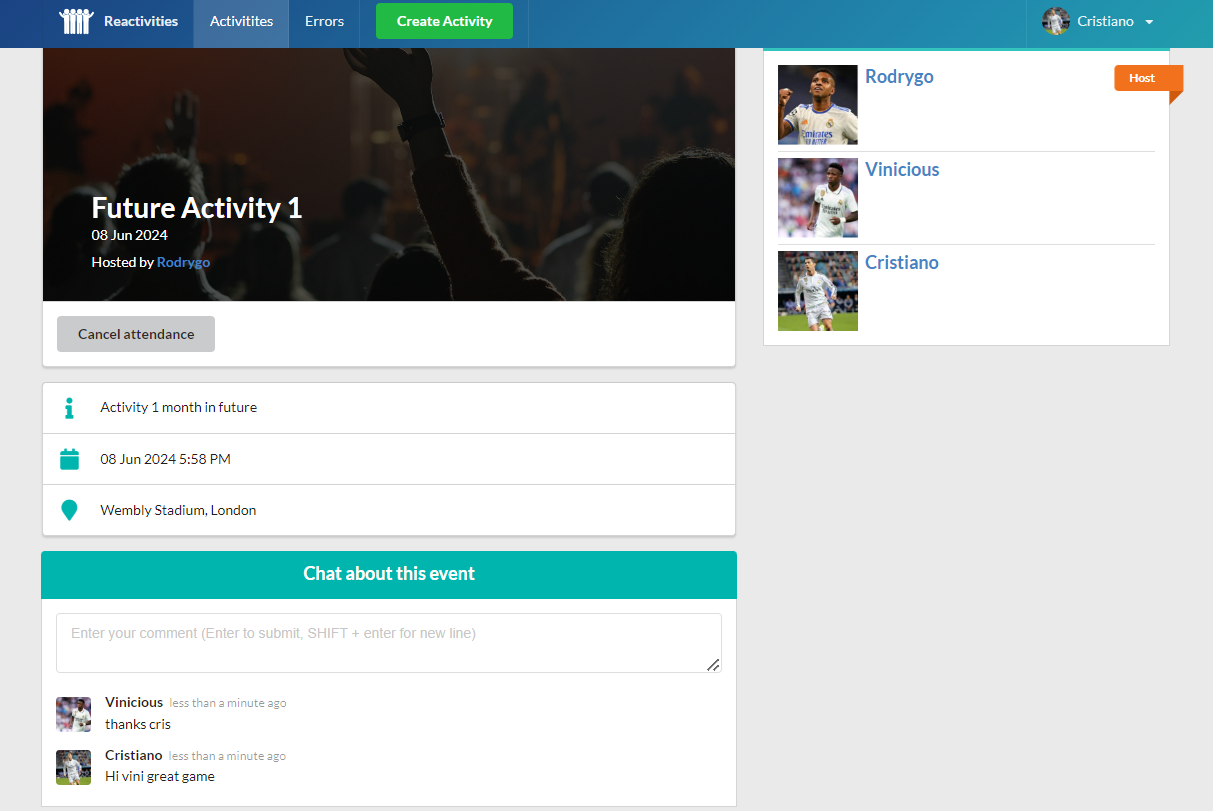 Reactivities
Activitites
Errors
Create Activity
Cristiano
Future Activity 1
08 Jun 2024
Hosted by Rodrygo
Cancel attendance
Activity 1 month in future
08 Jun 2024 5:58 PM
Wembly Stadium, London
Chat about this event
Enter your comment (Enter to submit, SHIFT + enter for new line)
Vinicious less than a minute ago
thanks cris
Cristiano less than a minute ago
Hi vini great game
Rodrygo
Host
Emirates
FLY BETTER
Vinicious
Cristiano